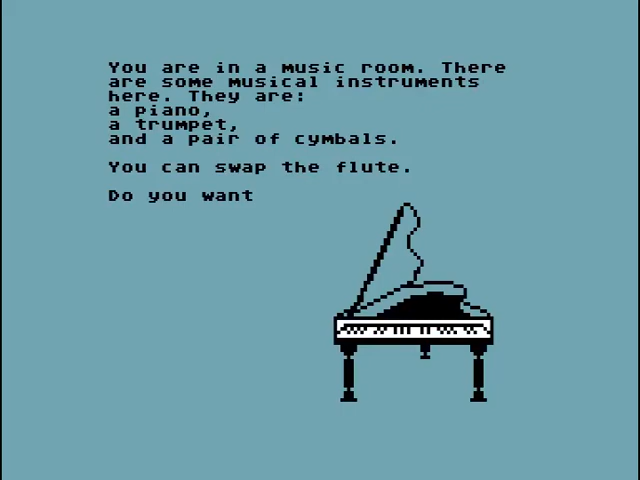 You are in a music room. There
are some musical instruments
here. They are:
a piano,
a trumpet,
and a pair of cymbals.
You can swap the flute.
Do you want